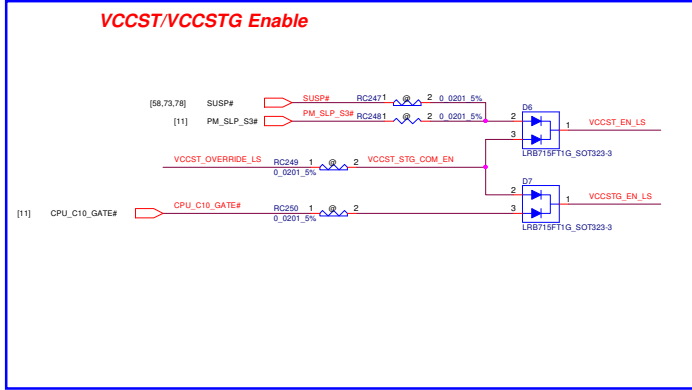 VCCST/VCCSTG Enable
[58,73,78] SUSP# SUSP# RC247 1 @ 2 0_0201_5%
[11] PM_SLP_S3# PM_SLP_S3# RC248 1 2 0_0201_5%
D6
2 1 VCCST_EN_LS
3
LRB715FT1G_SOT323-3
VCCST_OVERRIDE_LS RC249 1 @ 2 VCCST_STG_COM_EN
0_0201_5%
D7
2 1 VCCSTG_EN_LS
[11] CPU_C10_GATE# CPU_C10_GATE# RC250 1 @ 2 3
0_0201_5%
LRB715FT1G_SOT323-3